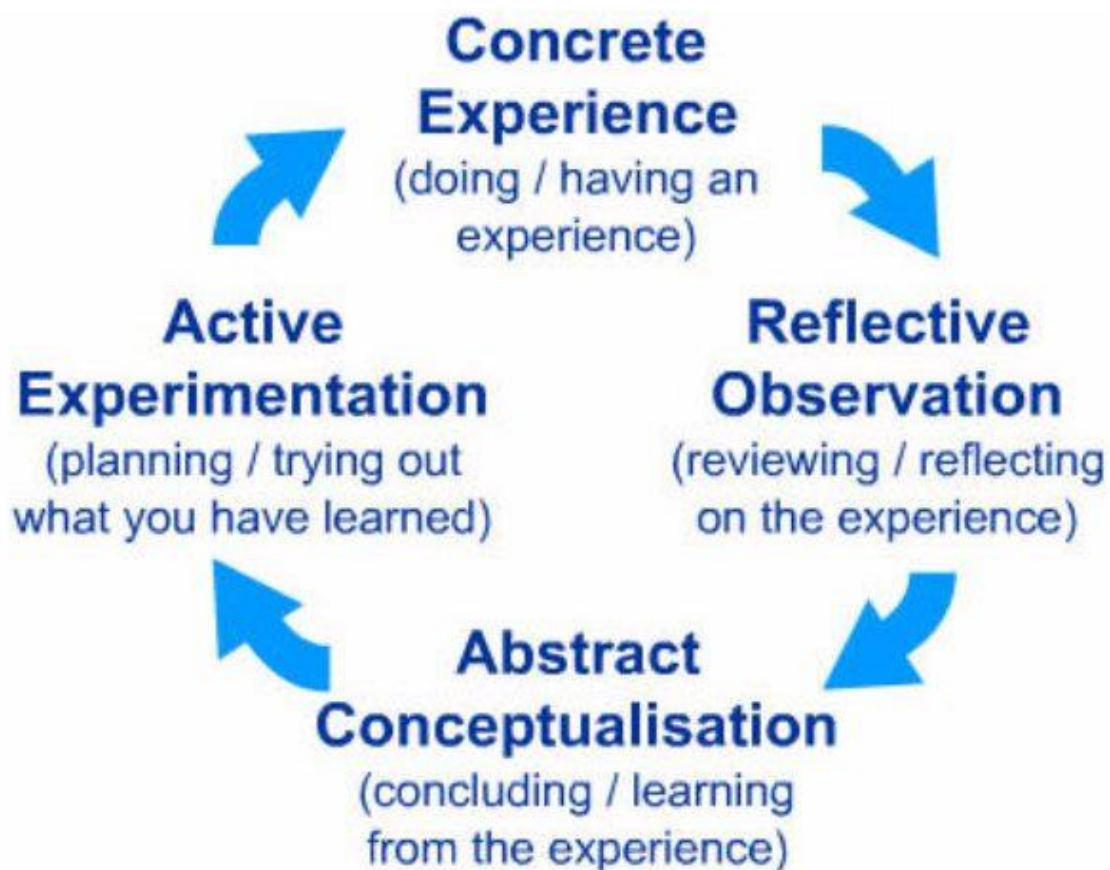 Concrete
Experience
(doing / having an
experience)
Reflective
Observation
(reviewing / reflecting
on the experience)
Abstract
Conceptualisation
(concluding / learning
from the experience)
Active
Experimentation
(planning / trying out
what you have learned)